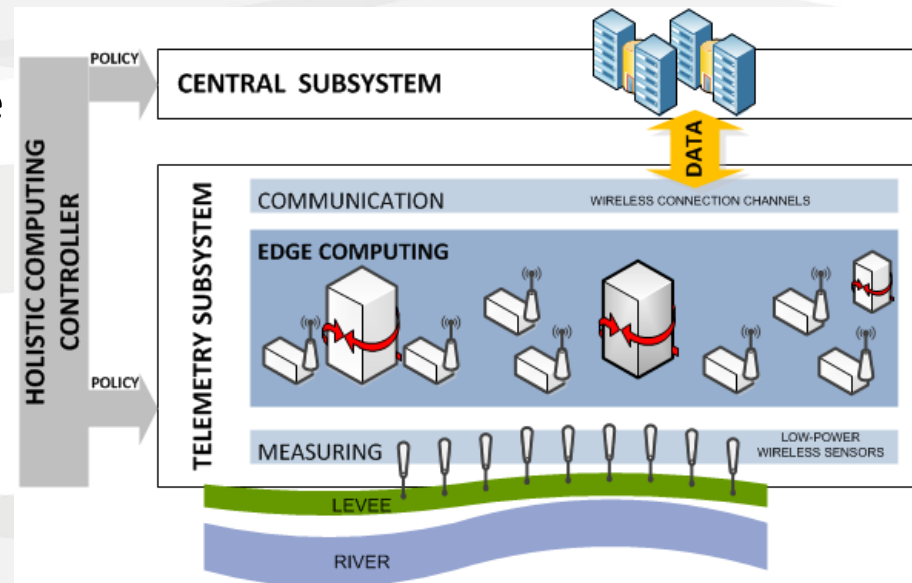 POLICY
CENTRAL SUBSYSTEM
HOLISTIC COMPUTING
CONTROLLER
DATA
TELEMETRY SUBSYSTEM
COMMUNICATION
WIRELESS CONNECTION CHANNELS
EDGE COMPUTING
POLICY
MEASURING
LOW-POWER
WIRELESS SENSORS
LEVEE
RIVER